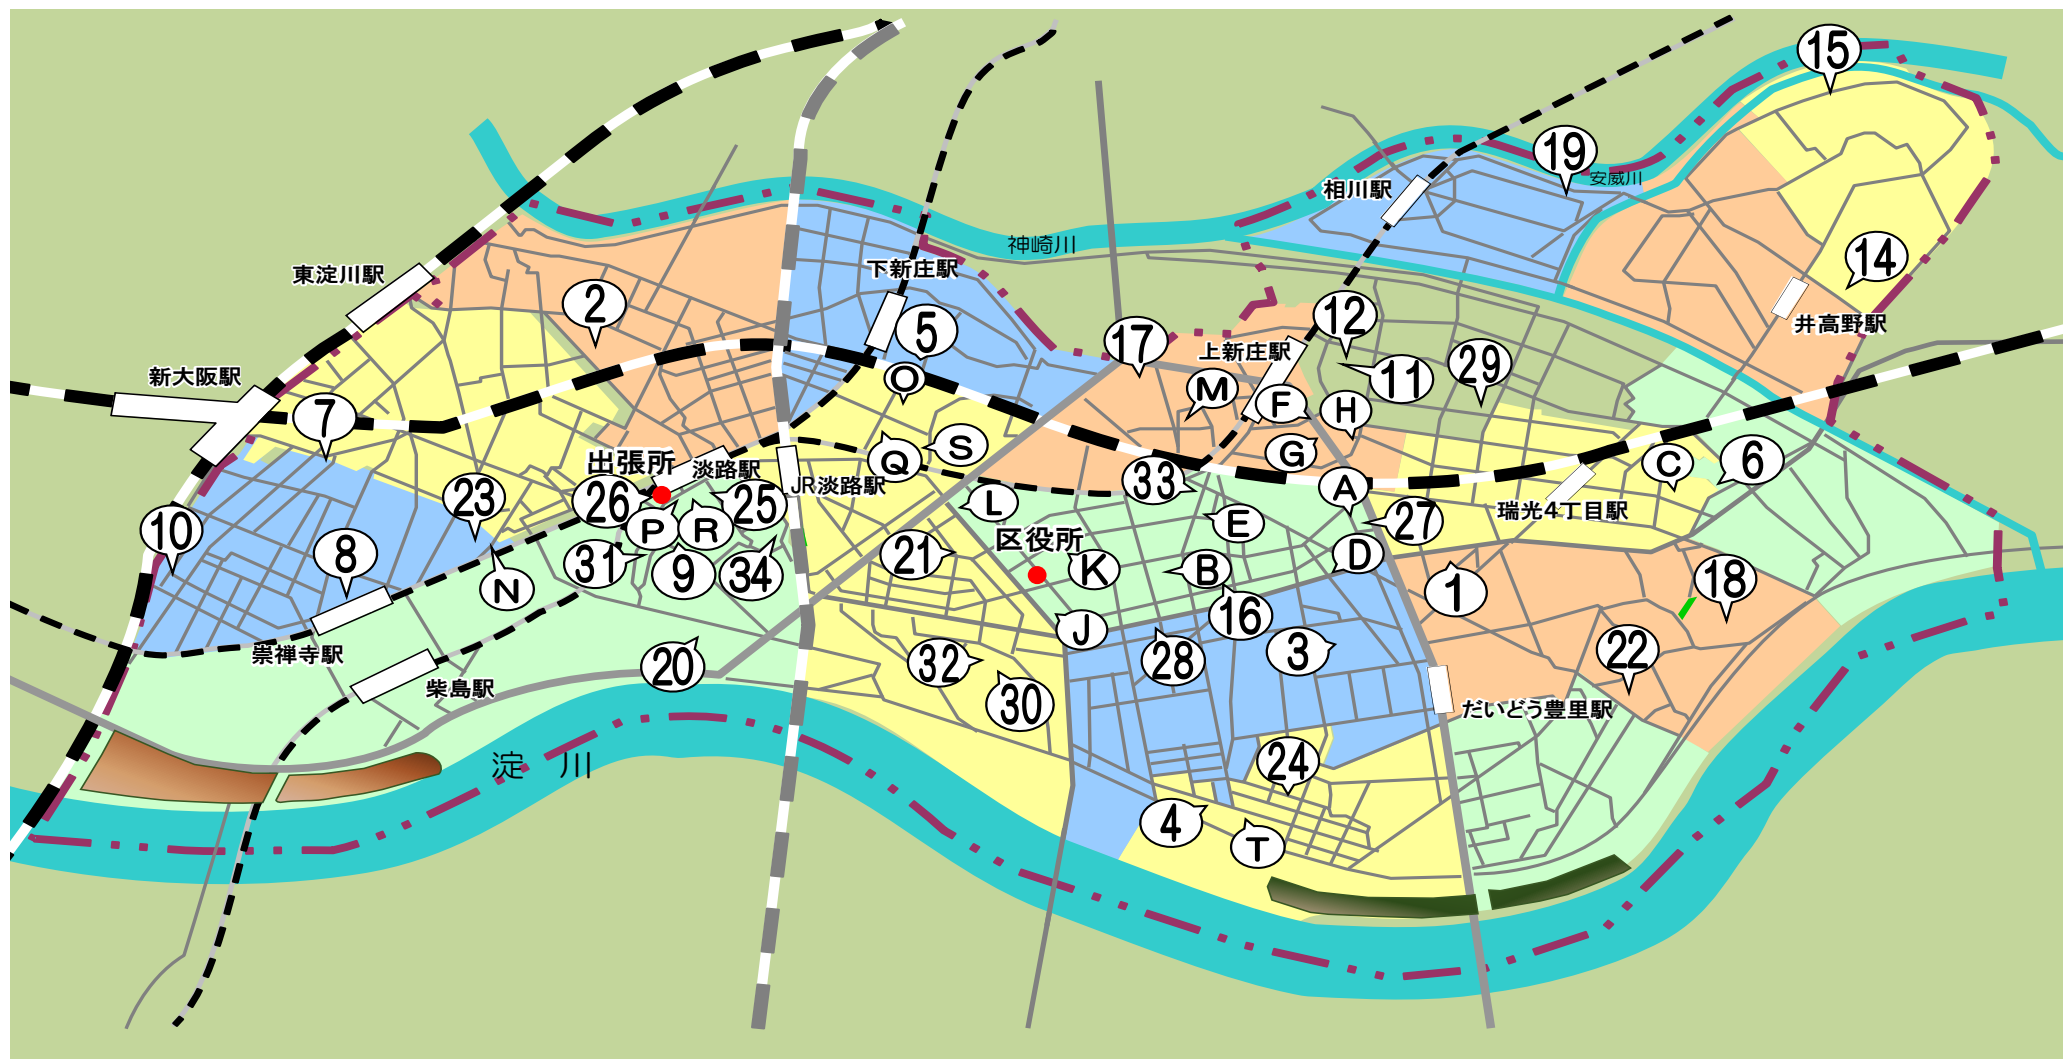 15
19
安威川
相川駅
神崎川
14
東淀川駅
下新庄駅
2
5
12
井高野駅
17
上新庄駅
29
11
新大阪駅
O
M
F
H
7
出張所
淡路駅
JR淡路駅
Q
S
G
C
6
23
26
25
33
A
L
瑞光4丁目駅
10
P
R
区役所
E
27
8
31
9
34
21
K
B
D
N
1
18
16
J
崇禅寺駅
20
32
28
3
22
柴島駅
30
だいどう豊里駅
淀川
24
4
T